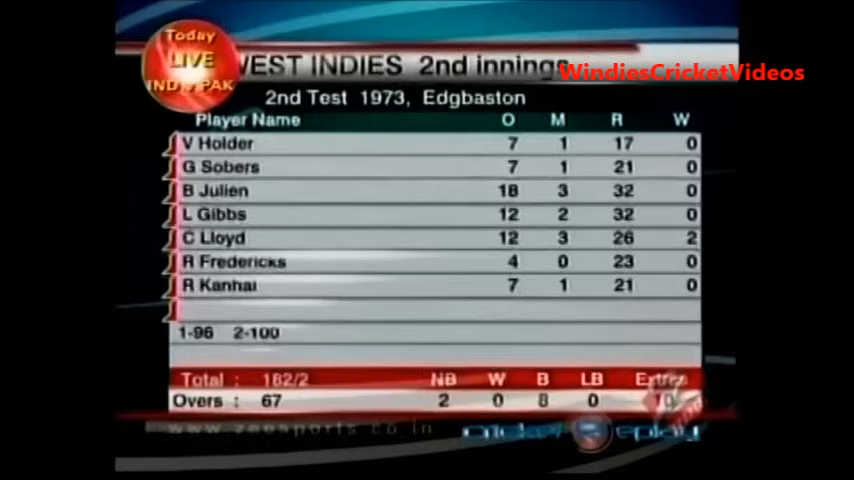 Today
LIVE
IND v PAK
WEST INDIES 2nd innings
WindiesCricketVideos
2nd Test 1973, Edgbaston
Player Name O M R W
V Holder 7 1 17 0
G Sobers 7 1 21 0
B Julien 18 3 32 0
L Gibbs 12 2 32 0
C Lloyd 12 3 26 2
R Fredericks 4 0 23 0
R Kanhai 7 1 21 0
1-96 2-100
Total : 182/2 NB W B LB Extras
Overs : 67 2 0 8 0 10
www.zeesports.co.in
cricket replay